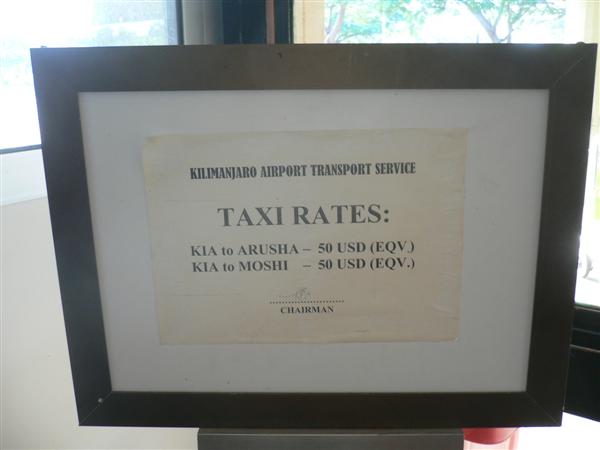 KILIMANJARO AIRPORT TRANSPORT SERVICE
TAXI RATES:
KIA to ARUSHA – 50 USD (EQV.)
KIA to MOSHI – 50 USD (EQV.)
CHAIRMAN